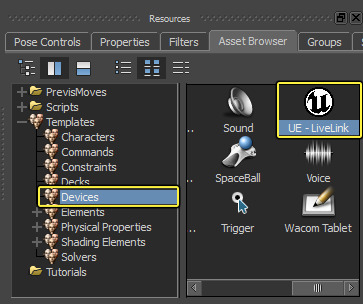 Resources
Pose Controls
Properties
Filters
Asset Browser
Groups
PrevisMoves
Scripts
Templates
Characters
Commands
Constraints
Decks
Devices
Elements
Physical Properties
Shading Elements
Solvers
Tutorials
Sound
UE - LiveLink
.. SpaceBall
Voice
.. Trigger
Wacom Tablet